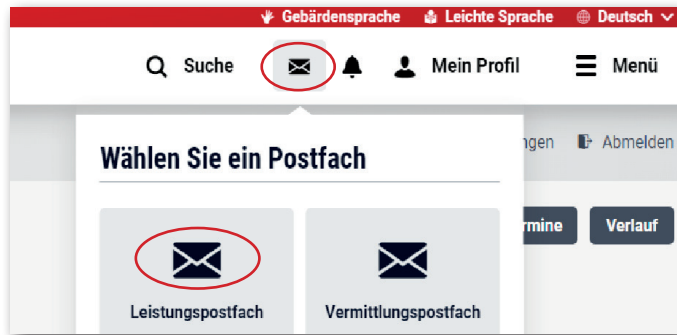 Gebärdensprache Leichte Sprache Deutsch
Suche Mein Profil Menü
Wählen Sie ein Postfach
ngen Abmelden
rmine Verlauf
Leistungspostfach Vermittlungspostfach